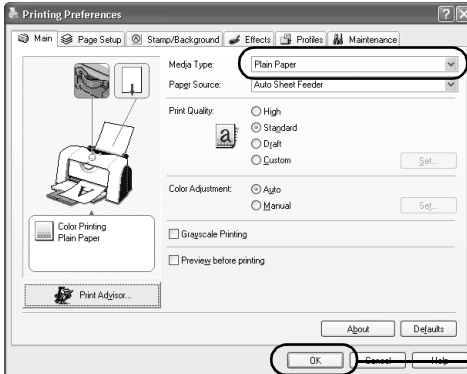 Printing Preferences
Main Page Setup Stamp/Background Effects Profiles Maintenance
Media Type: Plain Paper
Paper Source: Auto Sheet Feeder
Print Quality: High
Standard
Draft
Custom Set...
Color Adjustment: Auto
Manual Set...
Color Printing
Plain Paper
Grayscale Printing
Preview before printing
Print Advisor...
About Defaults
OK Cancel Help